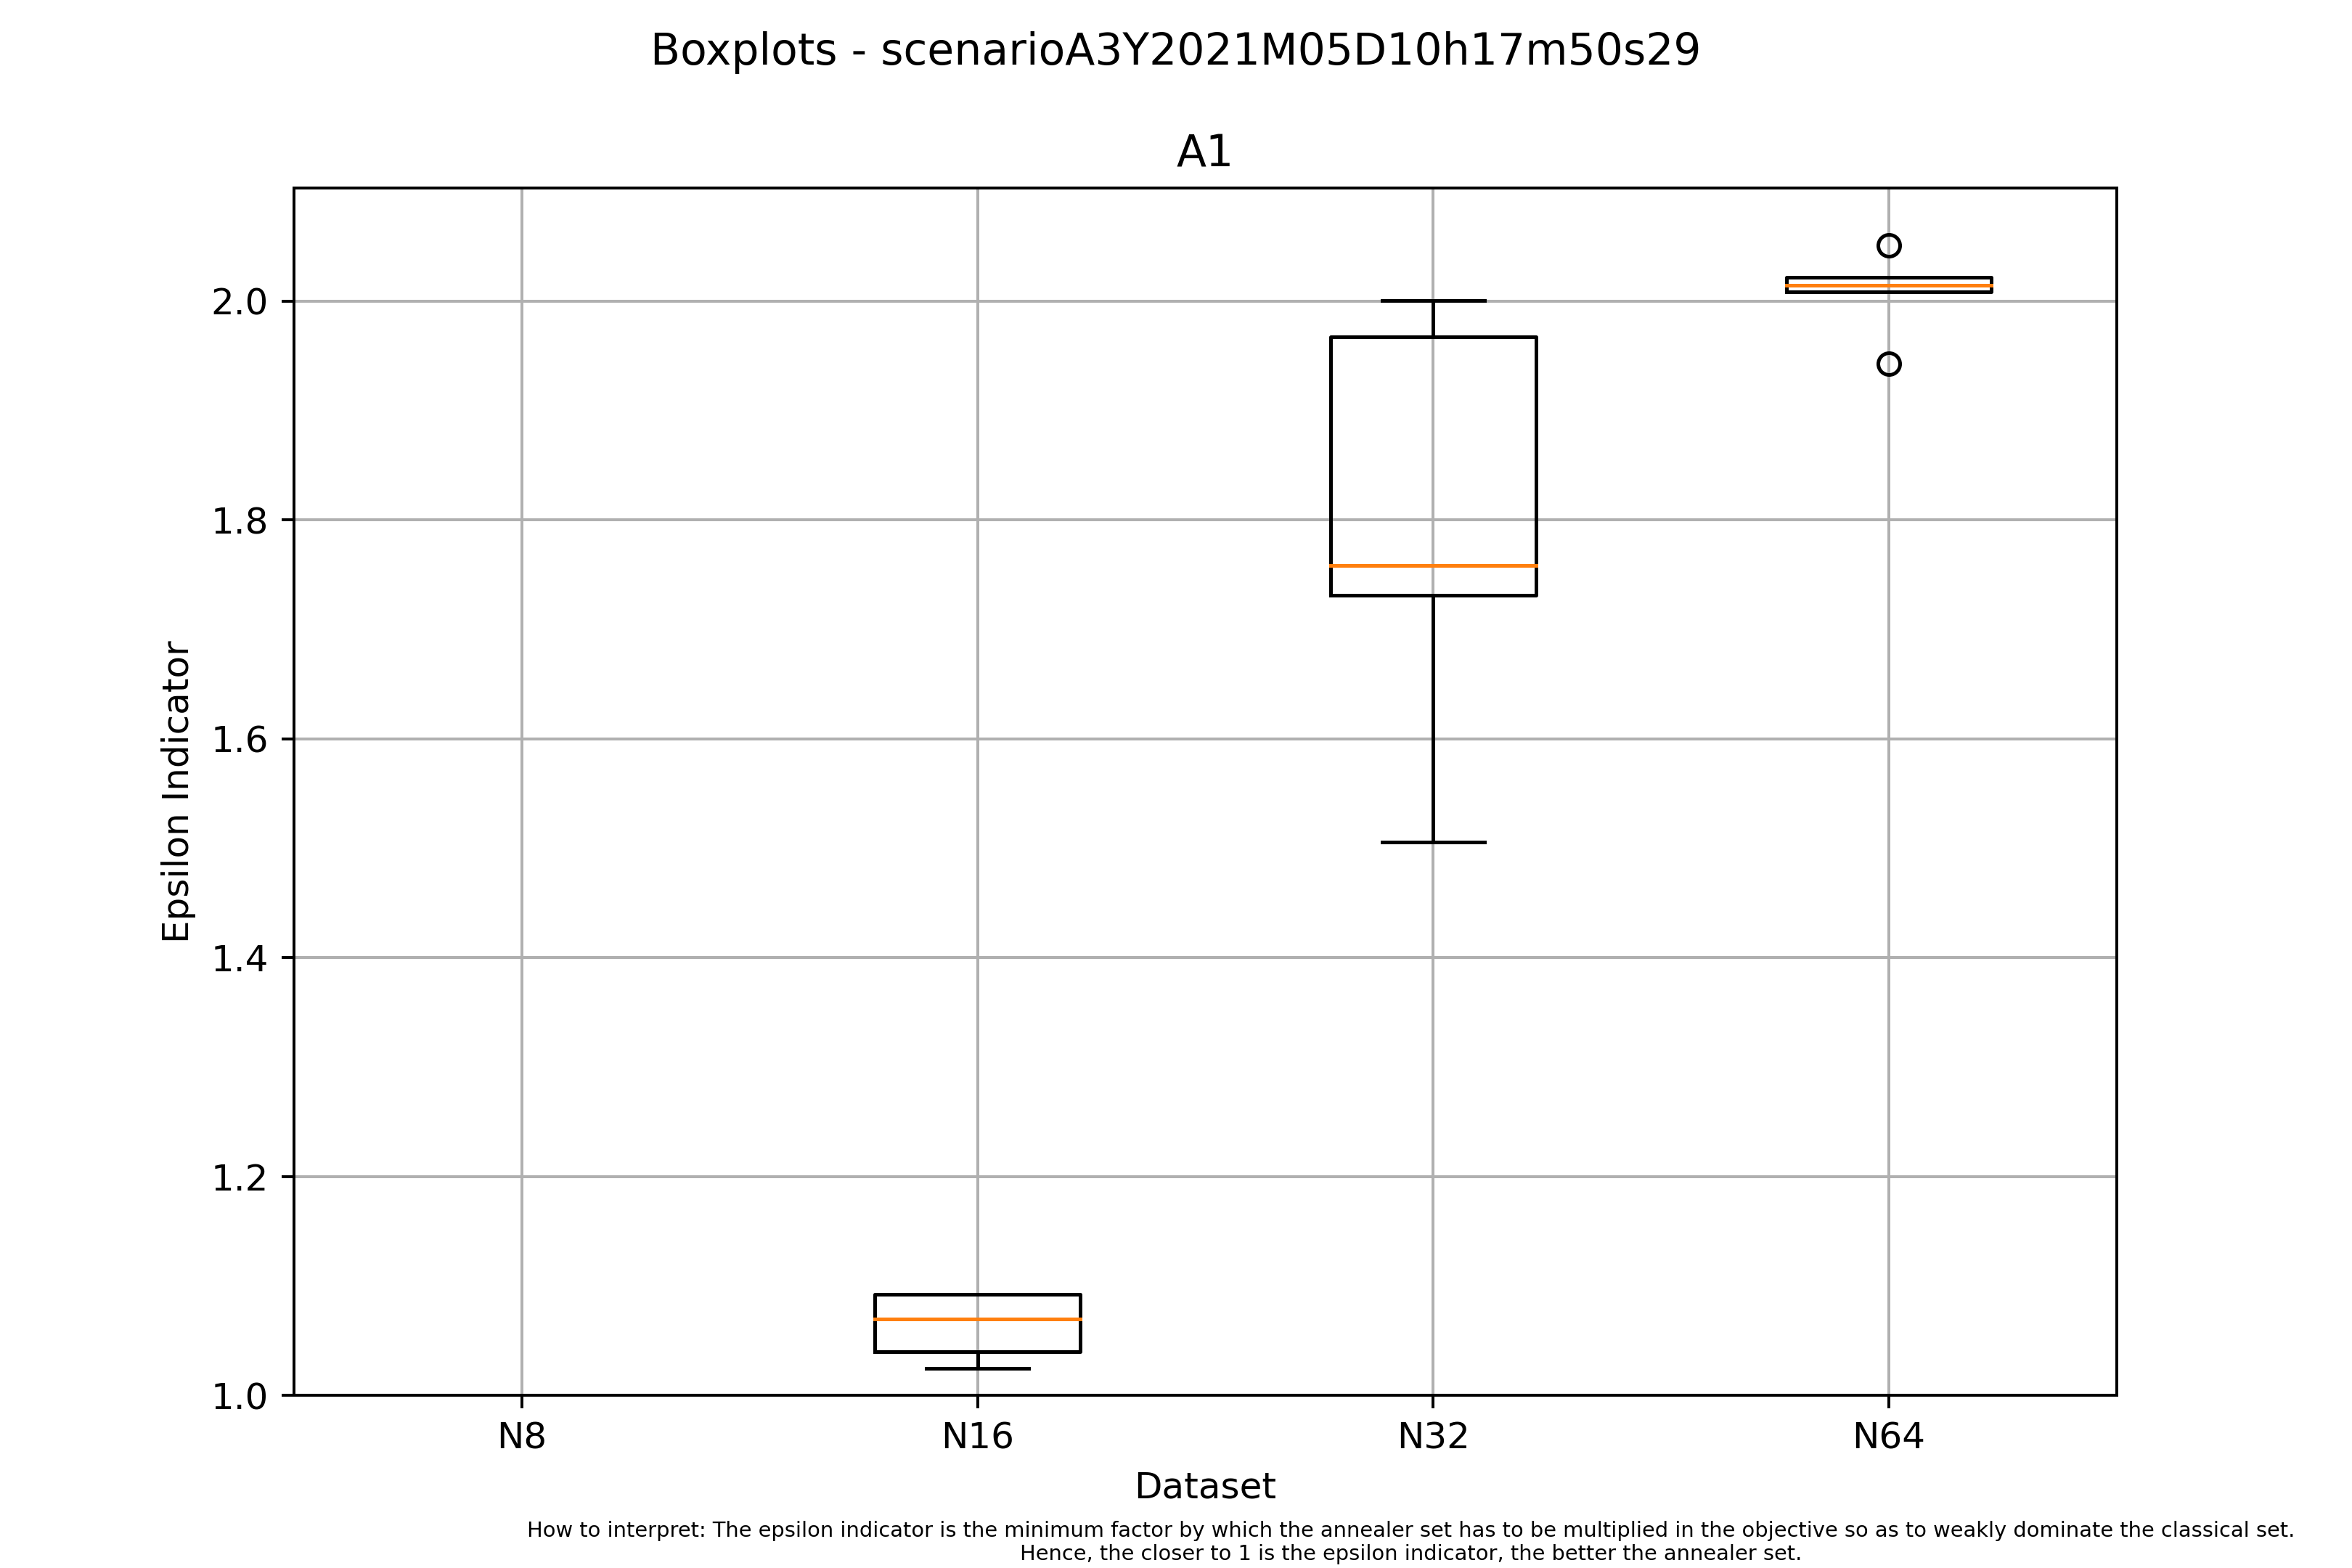 Boxplots - scenarioA3Y2021M05D10h17m50s29
A1
Epsilon Indicator
2.0
1.8
1.6
1.4
1.2
1.0
N8
N16
N32
N64
Dataset
How to interpret: The epsilon indicator is the minimum factor by which the annealer set has to be multiplied in the objective so as to weakly dominate the classical set.
Hence, the closer to 1 is the epsilon indicator, the better the annealer set.